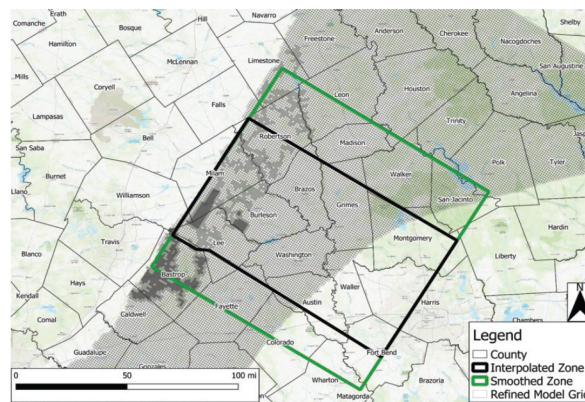 Erath
Hill
Navarro
Anderson
Cherokee
Shelby
Comanche
Freestone
Nacogdoches
Hamilton
Limestone
San Augustine
Mills
McLennan
Coryell
Leon
Houston
Angelina
Falls
Lampasas
Robertson
Trinity
Bell
Madison
San Saba
Polk
Tyler
Milam
Walker
Llano
Burnet
Brazos
San Jacinto
Williamson
Burleson
Grimes
Hardin
Travis
Lee
Montgomery
Blanco
Washington
Liberty
Bastrop
Hays
Waller
Kendall
Austin
Harris
Fayette
Chambers
Comal
Caldwell
N
Colorado
Guadalupe
Fort Bend
Gonzales
Wharton
Brazoria
Matagorda
0 50 100 mi
Legend
County
Interpolated Zone
Smoothed Zone
Refined Model Grid